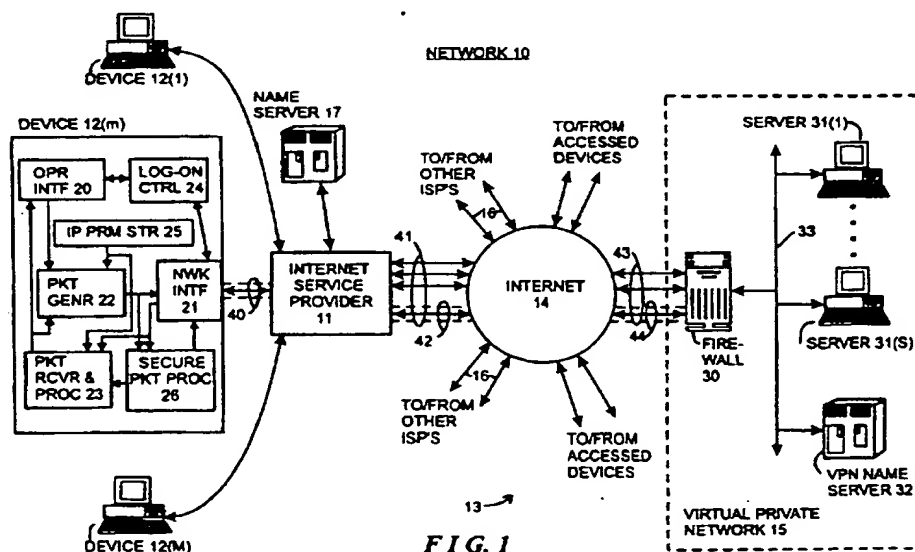 NETWORK 10
DEVICE 12(1)
NAME
SERVER 17
DEVICE 12(m)
OPR
INTF 20
LOG-ON
CTRL 24
IP PRM STR 25
PKT
GENR 22
NWK
INTF
21
PKT
RCVR &
PROC 23
SECURE
PKT PROC
26
40
INTERNET
SERVICE
PROVIDER
11
41
42
TO/FROM
OTHER
ISP'S
16
TO/FROM
ACCESSED
DEVICES
INTERNET
14
16
TO/FROM
OTHER
ISP'S
TO/FROM
ACCESSED
DEVICES
43
44
FIRE-
WALL
30
SERVER 31(1)
33
SERVER 31(S)
VPN NAME
SERVER 32
VIRTUAL PRIVATE
NETWORK 15
13
DEVICE 12(M)
FIG. 1